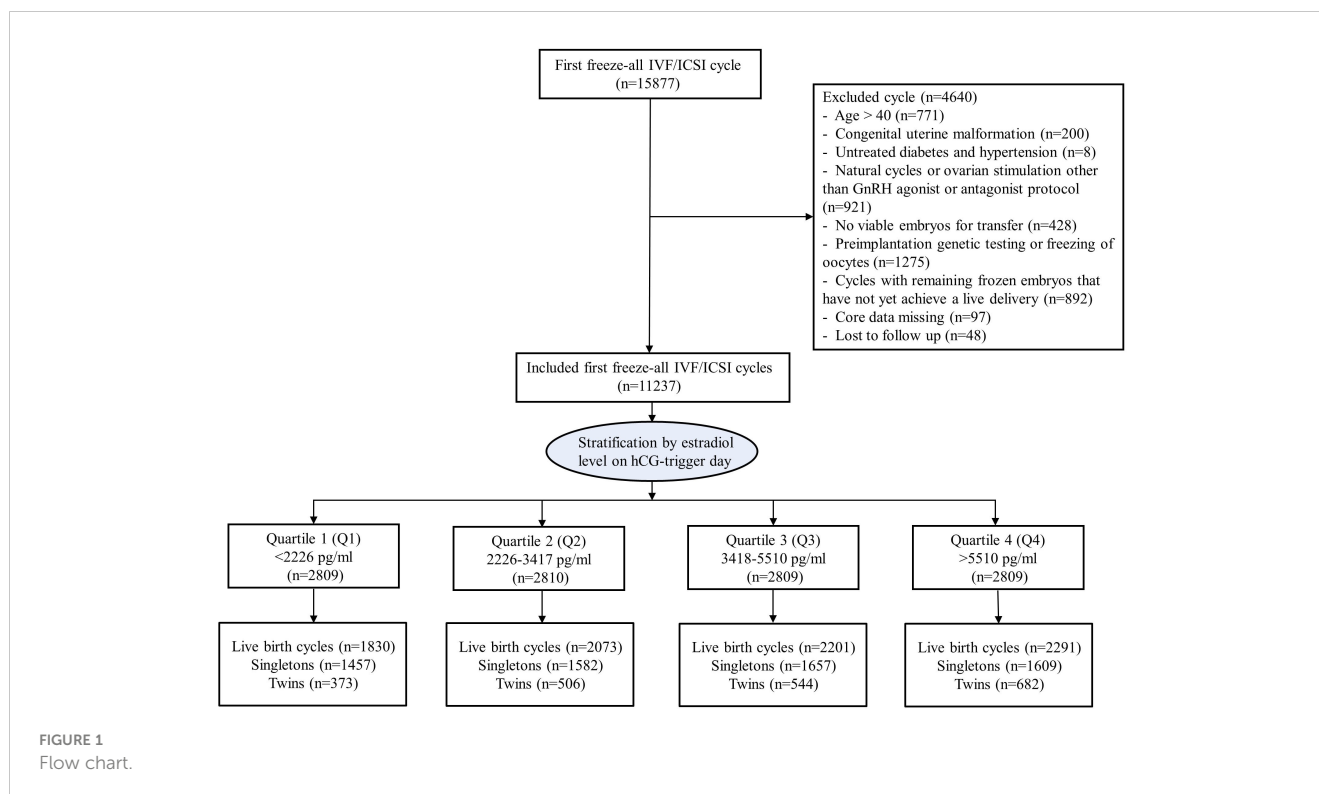 First freeze-all IVF/ICSI cycle
(n=15877)
Excluded cycle (n=4640)
- Age > 40 (n=771)
- Congenital uterine malformation (n=200)
- Untreated diabetes and hypertension (n=8)
- Natural cycles or ovarian stimulation other
than GnRH agonist or antagonist protocol
(n=921)
- No viable embryos for transfer (n=428)
- Preimplantation genetic testing or freezing of
oocytes (n=1275)
- Cycles with remaining frozen embryos that
have not yet achieve a live delivery (n=892)
- Core data missing (n=97)
- Lost to follow up (n=48)
Included first freeze-all IVF/ICSI cycles
(n=11237)
Stratification by estradiol
level on hCG-trigger day
Quartile 1 (Q1)
<2226 pg/ml
(n=2809)
Quartile 2 (Q2)
2226-3417 pg/ml
(n=2810)
Quartile 3 (Q3)
3418-5510 pg/ml
(n=2809)
Quartile 4 (Q4)
>5510 pg/ml
(n=2809)
Live birth cycles (n=1830)
Singletons (n=1457)
Twins (n=373)
Live birth cycles (n=2073)
Singletons (n=1582)
Twins (n=506)
Live birth cycles (n=2201)
Singletons (n=1657)
Twins (n=544)
Live birth cycles (n=2291)
Singletons (n=1609)
Twins (n=682)
FIGURE 1
Flow chart.